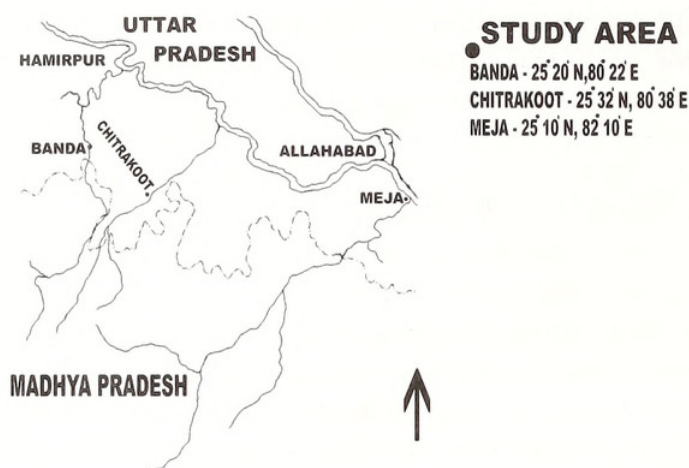 UTTAR
PRADESH
HAMIRPUR
BANDA
CHITRAKOOT
ALLAHABAD
MEJA
MADHYA PRADESH
STUDY AREA
BANDA - 25° 20' N,80° 22' E
CHITRAKOOT - 25° 32' N, 80° 38' E
MEJA - 25° 10' N, 82° 10' E